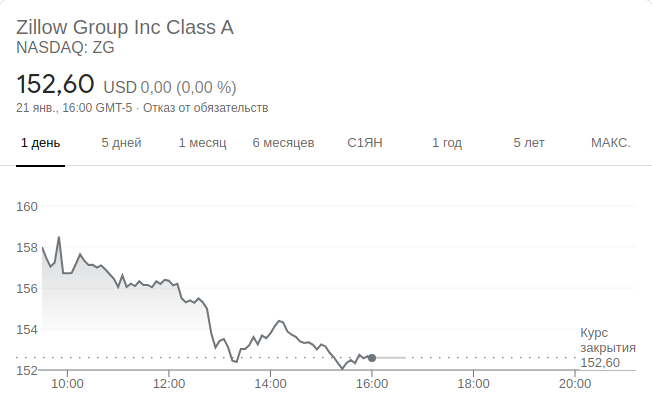 Zillow Group Inc Class A
NASDAQ: ZG
152,60 USD 0,00 (0,00 %)
21 янв., 16:00 GMT-5 · Отказ от обязательств
1 день 5 дней 1 месяц 6 месяцев С1ЯН 1 год 5 лет МАКС.
160
158
156
154
152
Курс
закрытия
152,60
10:00 12:00 14:00 16:00 18:00 20:00